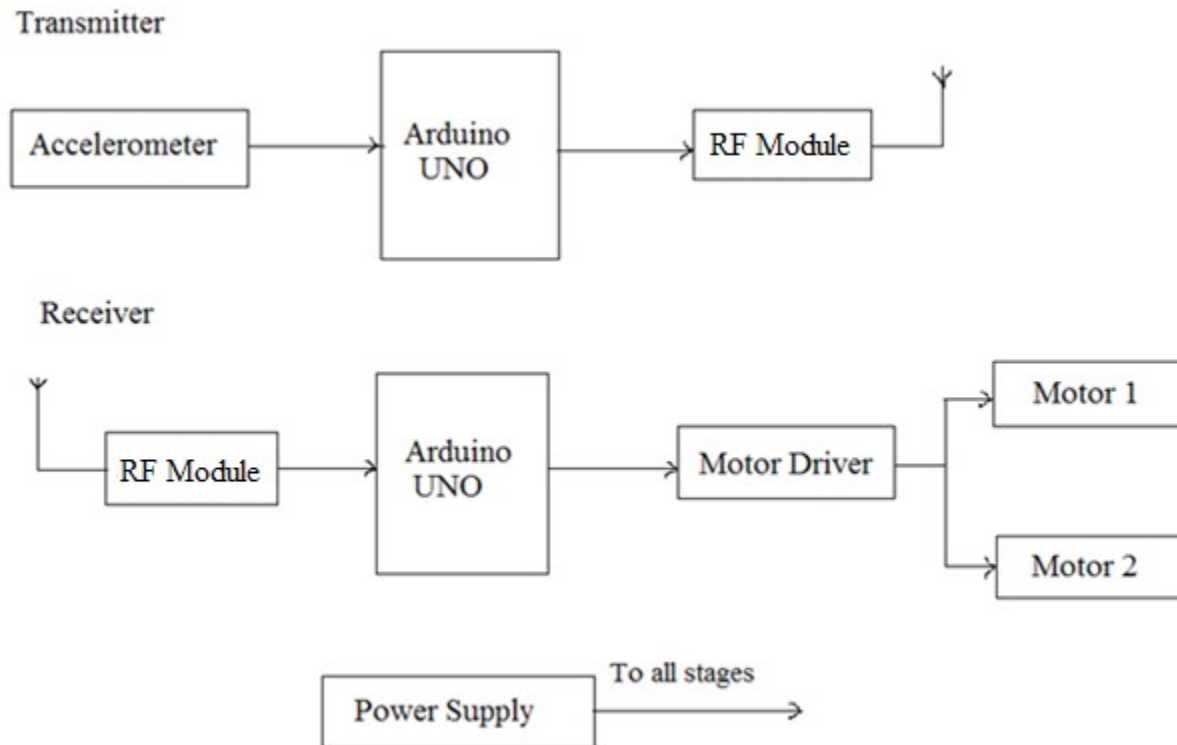 Transmitter
Accelerometer
Arduino
UNO
RF Module
Receiver
RF Module
Arduino
UNO
Motor Driver
Motor 1
Motor 2
Power Supply
To all stages